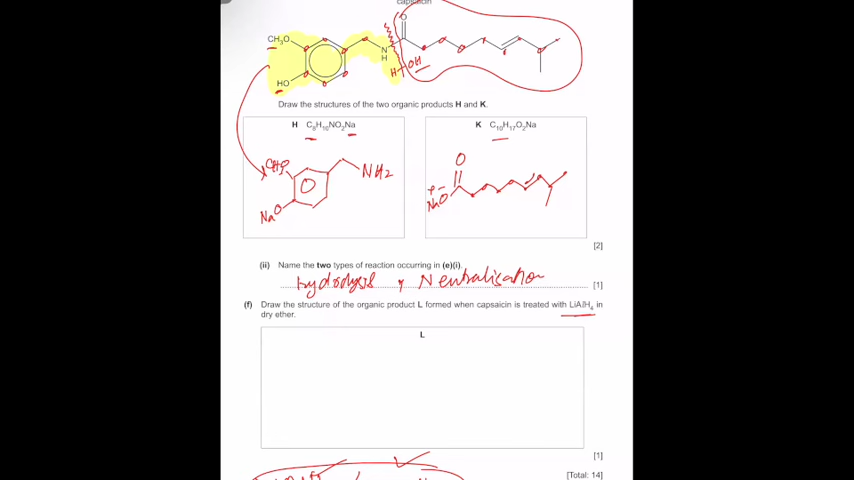 capsaicin
CH3O
O
N
H
HO
H OH
Draw the structures of the two organic products H and K.
H C8H10NO2Na
K C10H17O2Na
CH3O
NH2
NaO
O
NaO
[2]
(ii) Name the two types of reaction occurring in (e)(i).
Hydrolysis, Neutralisation
[1]
(f) Draw the structure of the organic product L formed when capsaicin is treated with LiAlH4 in
dry ether.
L
[1]
[Total: 14]